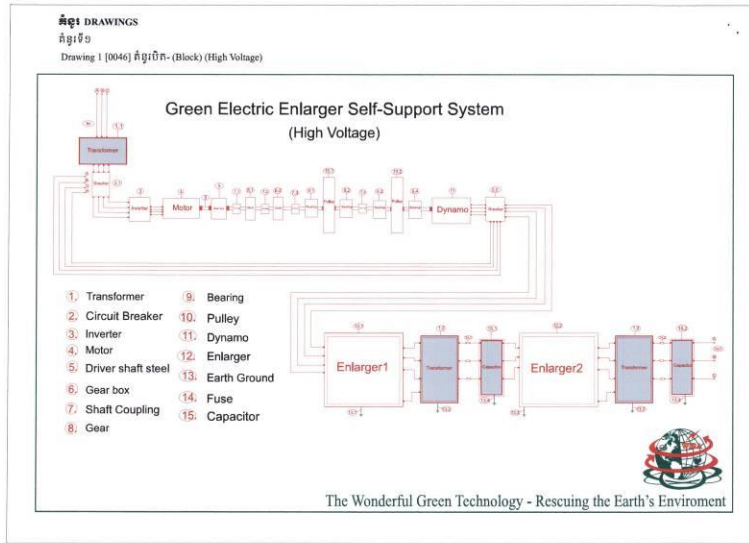 គំនូរ DRAWINGS
គំនូរទី១
Drawing 1 [0046] គំនូរបិត- (Block) (High Voltage)
Green Electric Enlarger Self-Support System
(High Voltage)
Transformer
Breaker
Inverter
Motor
Pulley
Pulley
Dynamo
Breaker
1. Transformer
2. Circuit Breaker
3. Inverter
4. Motor
5. Driver shaft steel
6. Gear box
7. Shaft Coupling
8. Gear
9. Bearing
10. Pulley
11. Dynamo
12. Enlarger
13. Earth Ground
14. Fuse
15. Capacitor
Enlarger1
Transformer
Capacitor
Enlarger2
Transformer
Capacitor
The Wonderful Green Technology - Rescuing the Earth's Enviroment